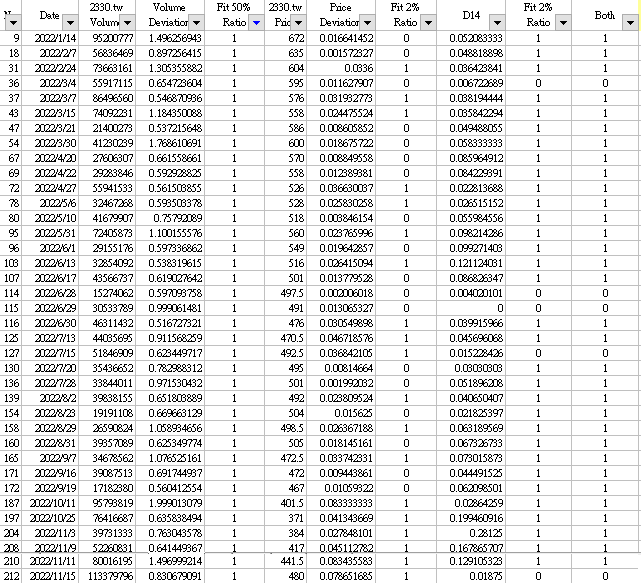 N. Date 2330.tw Volum Volume Deviation Fit 50% Ratio 2330.tw Pric Price Deviation Fit 2% Ratio D14 Fit 2% Ratio Both
9 2022/1/14 95200777 1.496256943 1 672 0.016641452 0 0.052083333 1 1
18 2022/2/7 56836469 0.897256415 1 635 0.001572327 0 0.048818898 1 1
31 2022/2/24 73663161 1.305355882 1 604 0.0336 1 0.036423841 1 1
36 2022/3/4 55917115 0.654723604 1 595 0.011627907 0 0.006722689 0 0
37 2022/3/7 86496560 0.546870936 1 576 0.031932773 1 0.038194444 1 1
43 2022/3/15 74092231 1.184350088 1 558 0.024475524 1 0.035842294 1 1
47 2022/3/21 21400273 0.537215648 1 586 0.008605852 0 0.049488055 1 1
54 2022/3/30 41230239 1.768610691 1 600 0.018675722 0 0.058333333 1 1
67 2022/4/20 27606307 0.661558661 1 570 0.008849558 0 0.085964912 1 1
69 2022/4/22 29283846 0.592928825 1 558 0.012389381 0 0.084229391 1 1
72 2022/4/27 55941533 0.561503855 1 526 0.036630037 1 0.022813688 1 1
78 2022/5/6 32467268 0.593503378 1 528 0.025830258 1 0.026515152 1 1
80 2022/5/10 41679907 0.75792089 1 518 0.003846154 0 0.055984556 1 1
95 2022/5/31 72405873 1.100155576 1 560 0.023765996 1 0.098214286 1 1
96 2022/6/1 29155176 0.597336862 1 549 0.019642857 0 0.099271403 1 1
103 2022/6/13 32854092 0.538319615 1 516 0.026415094 1 0.121124031 1 1
107 2022/6/17 43566737 0.619027642 1 501 0.013779528 0 0.086826347 1 1
114 2022/6/28 15274062 0.597093758 1 497.5 0.002006018 0 0.004020101 0 0
115 2022/6/29 30533789 0.999061481 1 491 0.013065327 0 0 0 0
116 2022/6/30 46311432 0.516727321 1 476 0.030549898 1 0.039915966 1 1
125 2022/7/13 44035695 0.911568259 1 470.5 0.046718576 1 0.045696068 1 1
127 2022/7/15 51846909 0.623449717 1 492.5 0.036842105 1 0.015228426 0 0
130 2022/7/20 35436652 0.782988312 1 495 0.00814664 0 0.03030303 1 1
136 2022/7/28 33844011 0.971530432 1 501 0.001992032 0 0.051896208 1 1
139 2022/8/2 39838155 0.651803889 1 492 0.023809524 1 0.040650407 1 1
154 2022/8/23 19191108 0.669663129 1 504 0.015625 0 0.021825397 1 1
158 2022/8/29 26590824 1.058934656 1 498.5 0.026367188 1 0.063189569 1 1
160 2022/8/31 39357089 0.625349774 1 505 0.018145161 0 0.067326733 1 1
165 2022/9/7 34678562 1.076525161 1 472.5 0.033742331 1 0.073015873 1 1
171 2022/9/16 39087513 0.691744937 1 472 0.009443861 0 0.044491525 1 1
172 2022/9/19 17182380 0.560412554 1 467 0.01059322 0 0.062098501 1 1
187 2022/10/11 95793819 1.999013079 1 401.5 0.083333333 1 0.02864259 1 1
197 2022/10/25 76416687 0.635838494 1 371 0.041343669 1 0.199460916 1 1
204 2022/11/3 39731333 0.763043578 1 384 0.027848101 1 0.28125 1 1
208 2022/11/9 52260831 0.641449367 1 417 0.045112782 1 0.167865707 1 1
210 2022/11/11 80016195 1.496999214 1 441.5 0.083435583 1 0.129105323 1 1
212 2022/11/15 113379796 0.830679091 1 480 0.078651685 1 0.01875 0 0